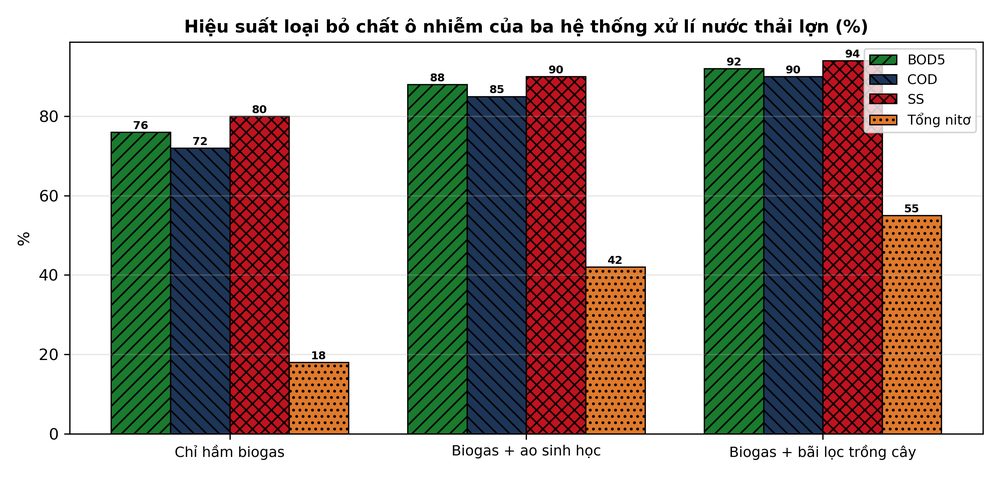 Hiệu suất loại bỏ chất ô nhiễm của ba hệ thống xử lí nước thải lợn (%)
BOD5
COD
SS
Tổng nitơ
%
80
60
40
20
0
76
72
80
18
88
85
90
42
92
90
94
55
Chỉ hầm biogas
Biogas + ao sinh học
Biogas + bãi lọc trồng cây